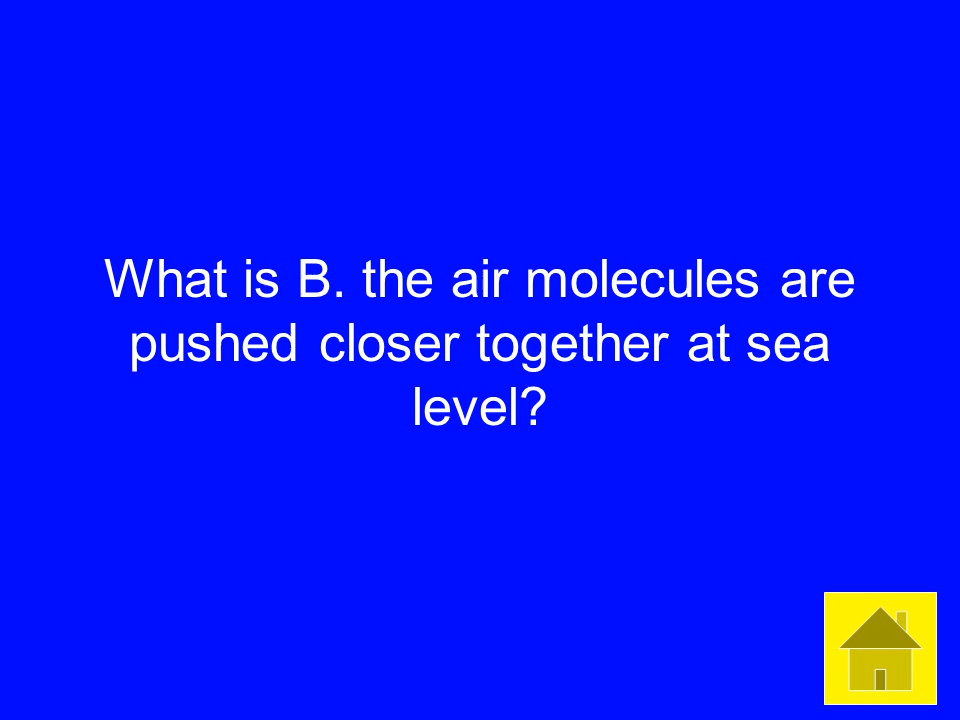 What is B. the air molecules are
pushed closer together at sea
level?